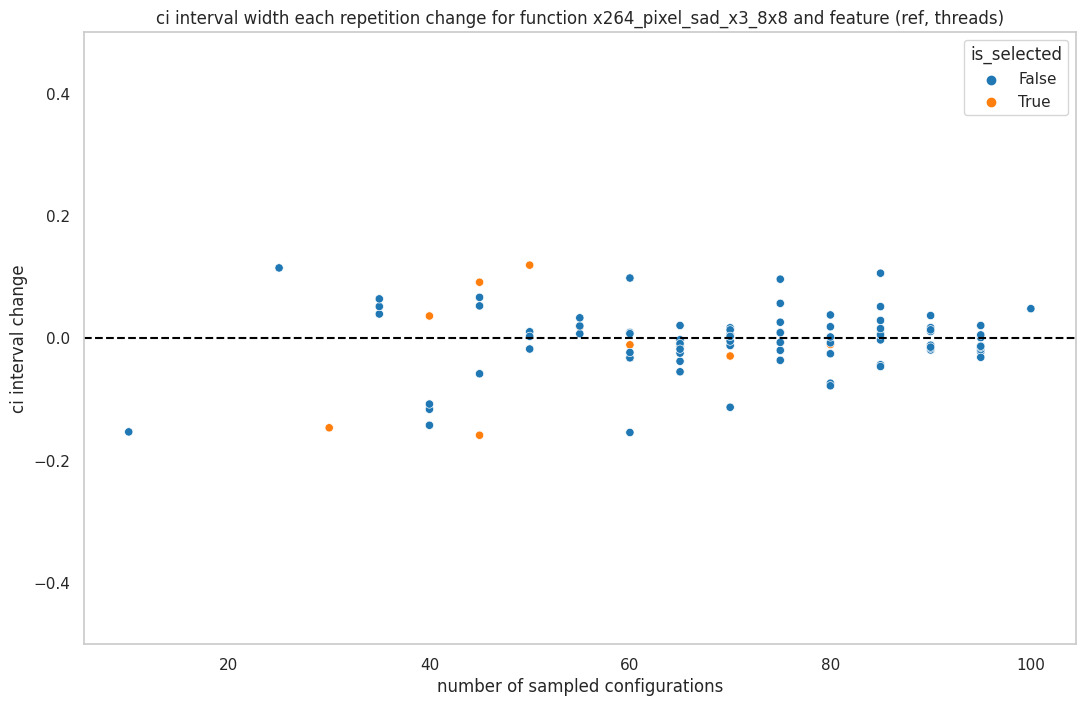 ci interval width each repetition change for function x264_pixel_sad_x3_8x8 and feature (ref, threads)
is_selected
False
True
ci interval change
0.4
0.2
0.0
−0.2
−0.4
20
40
60
80
100
number of sampled configurations